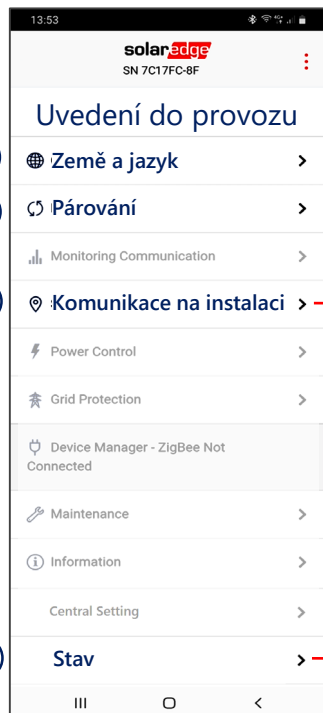 13:53
solaredge
SN 7C17FC-8F
Uvedení do provozu
Země a jazyk
Párování
Monitoring Communication
Komunikace na instalaci
Power Control
Grid Protection
Device Manager - ZigBee Not
Connected
Maintenance
Information
Central Setting
Stav